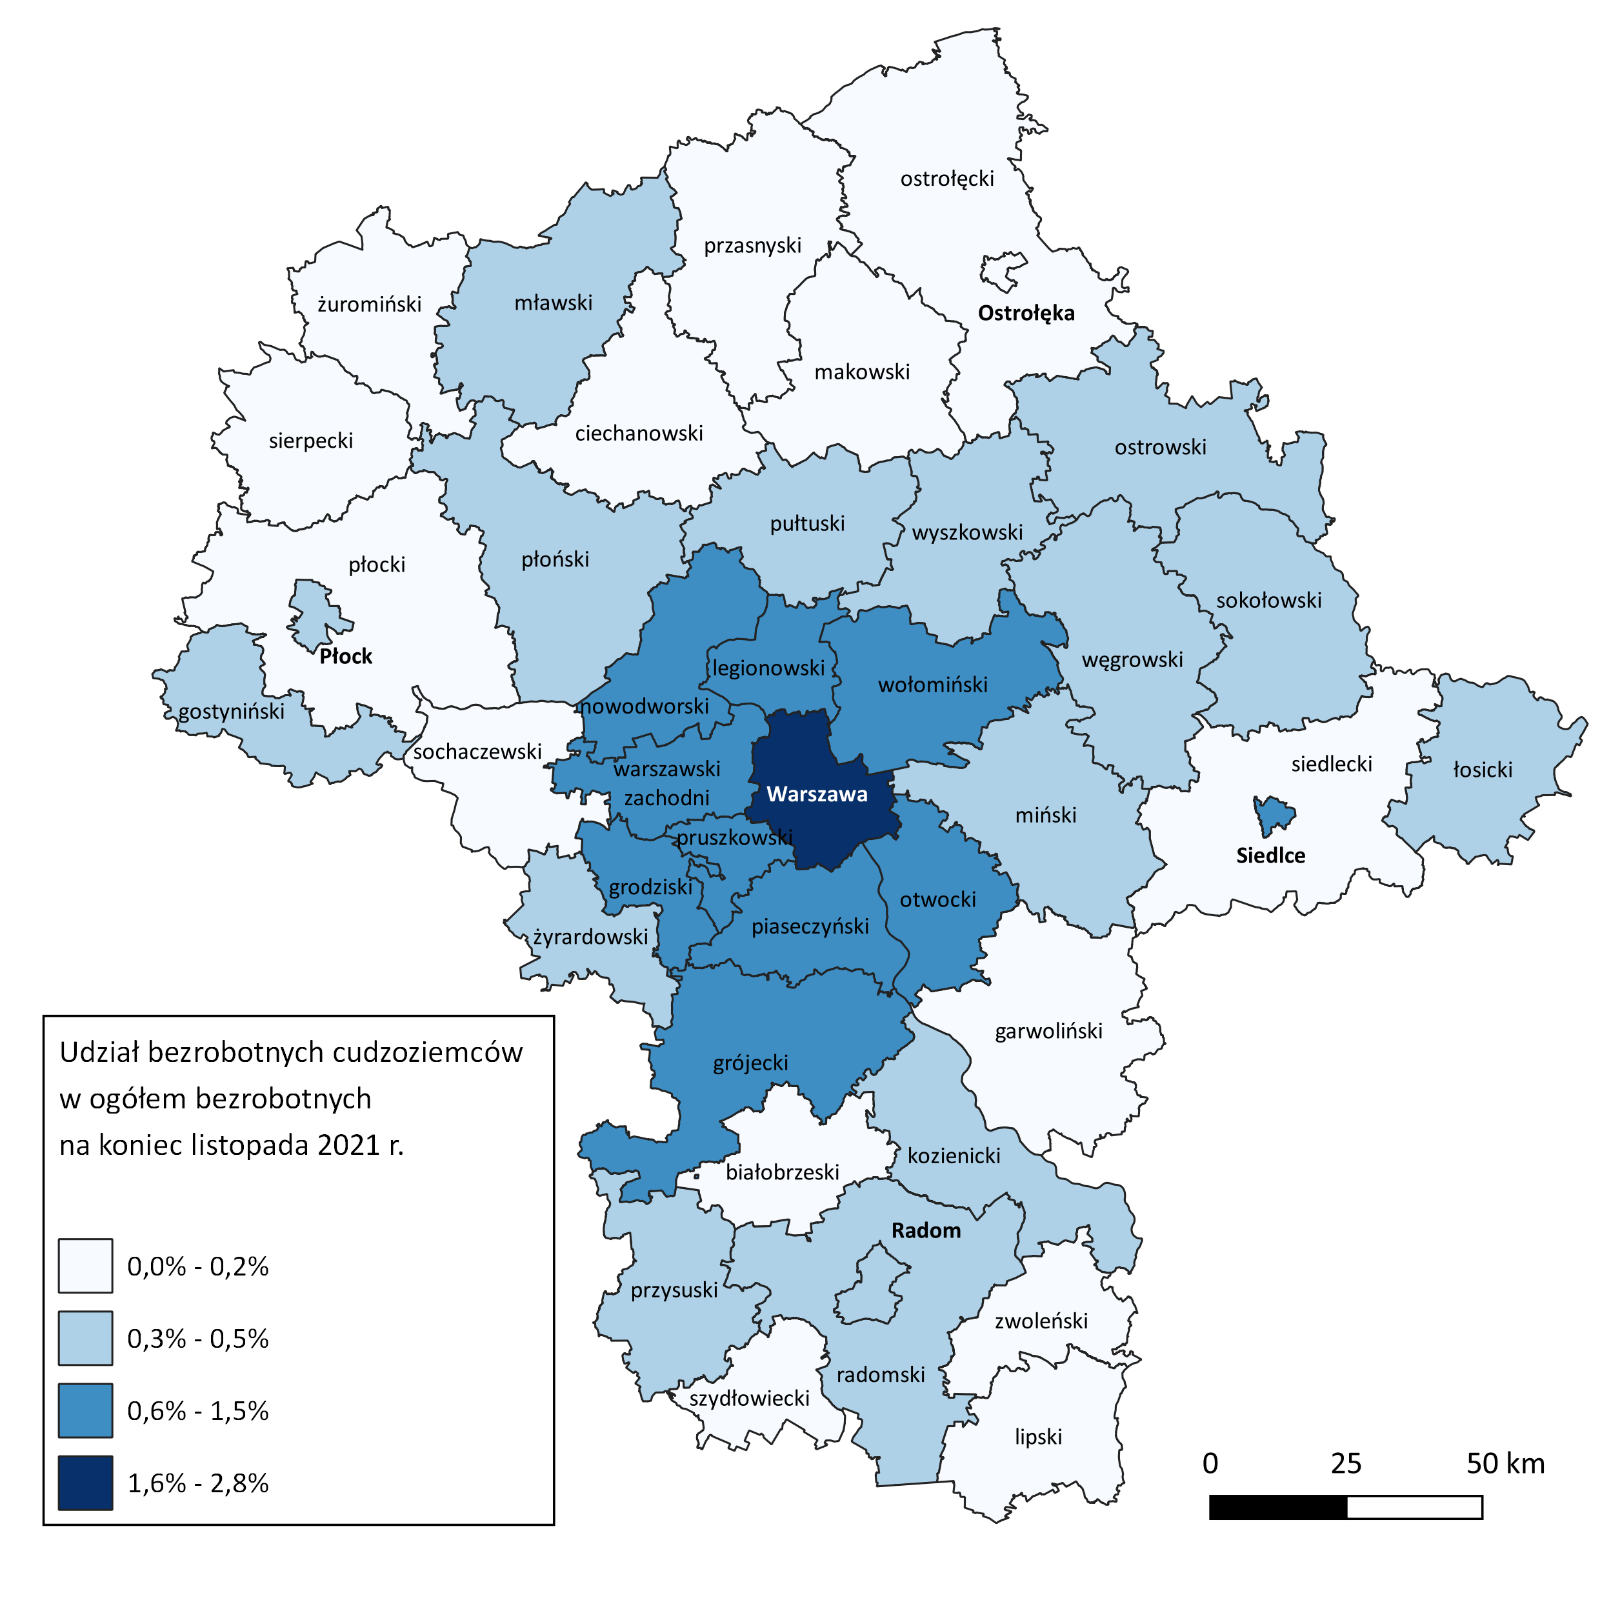 ostrołęcki
przasnyski
żuromiński
mławski
Ostrołęka
makowski
sierpecki
ciechanowski
ostrowski
pułtuski
wyszkowski
płocki
płoński
sokołowski
Płock
węgrowski
legionowski
wołomiński
gostyniński
nowodworski
sochaczewski
warszawski
zachodni
Warszawa
siedlecki
łosicki
miński
pruszkowski
Siedlce
grodziski
otwocki
piaseczyński
żyrardowski
garwoliński
grójecki
kozienicki
białobrzeski
Radom
przysuski
zwoleński
radomski
szydłowiecki
lipski
Udział bezrobotnych cudzoziemców
w ogółem bezrobotnych
na koniec listopada 2021 r.
0,0% - 0,2%
0,3% - 0,5%
0,6% - 1,5%
1,6% - 2,8%
0 25 50 km